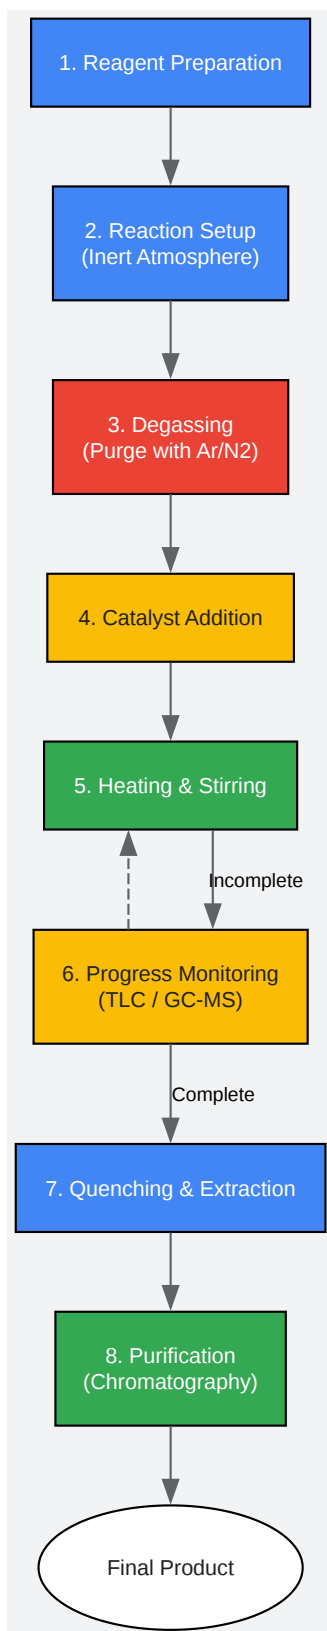 1. Reagent Preparation
2. Reaction Setup
(Inert Atmosphere)
3. Degassing
(Purge with Ar/N2)
4. Catalyst Addition
5. Heating & Stirring
Incomplete
6. Progress Monitoring
(TLC / GC-MS)
Complete
7. Quenching & Extraction
8. Purification
(Chromatography)
Final Product